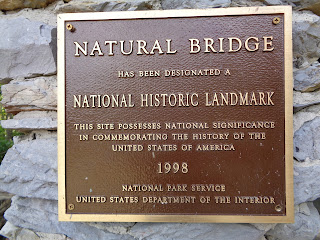 NATURAL BRIDGE
HAS BEEN DESIGNATED A
NATIONAL HISTORIC LANDMARK
THIS SITE POSSESSES NATIONAL SIGNIFICANCE
IN COMMEMORATING THE HISTORY OF THE
UNITED STATES OF AMERICA
1998
NATIONAL PARK SERVICE
UNITED STATES DEPARTMENT OF THE INTERIOR